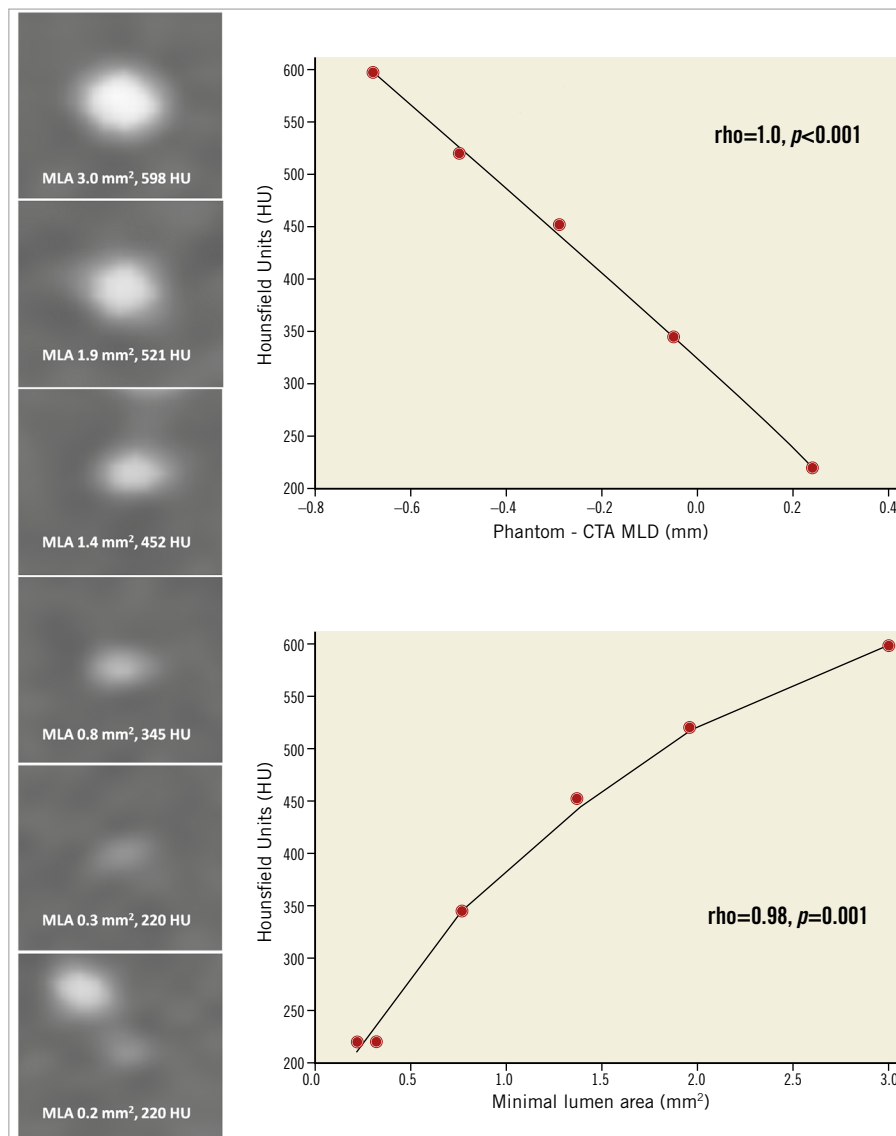 MLA 3.0 mm², 598 HU
MLA 1.9 mm², 521 HU
MLA 1.4 mm², 452 HU
MLA 0.8 mm², 345 HU
MLA 0.3 mm², 220 HU
MLA 0.2 mm², 220 HU
Hounsfield Units (HU)
600
550
500
450
400
350
300
250
200
rho=1.0, p<0.001
–0.8 –0.6 –0.4 –0.2 0.0 0.2 0.4
Phantom - CTA MLD (mm)
Hounsfield Units (HU)
600
550
500
450
400
350
300
250
200
rho=0.98, p=0.001
0.0 0.5 1.0 1.5 2.0 2.5 3.0
Minimal lumen area (mm²)